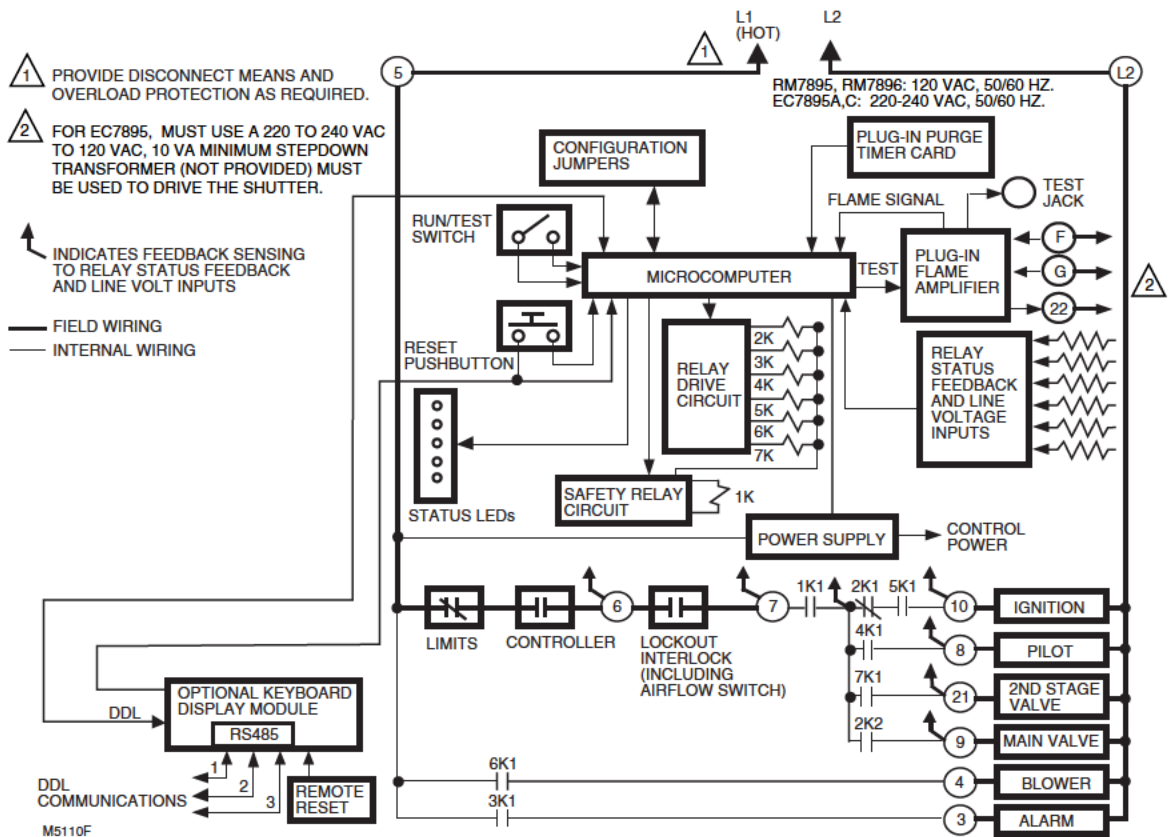 L1
(HOT)
L2
1
5
L2
1 PROVIDE DISCONNECT MEANS AND
OVERLOAD PROTECTION AS REQUIRED.
RM7895, RM7896: 120 VAC, 50/60 HZ.
EC7895A,C: 220-240 VAC, 50/60 HZ.
2 FOR EC7895, MUST USE A 220 TO 240 VAC
TO 120 VAC, 10 VA MINIMUM STEPDOWN
TRANSFORMER (NOT PROVIDED) MUST
BE USED TO DRIVE THE SHUTTER.
CONFIGURATION
JUMPERS
PLUG-IN PURGE
TIMER CARD
FLAME SIGNAL
TEST
JACK
RUN/TEST
SWITCH
INDICATES FEEDBACK SENSING
TO RELAY STATUS FEEDBACK
AND LINE VOLT INPUTS
MICROCOMPUTER
TEST
PLUG-IN
FLAME
AMPLIFIER
F
G
22
2
FIELD WIRING
INTERNAL WIRING
RESET
PUSHBUTTON
RELAY
DRIVE
CIRCUIT
2K
3K
4K
5K
6K
7K
RELAY
STATUS
FEEDBACK
AND LINE
VOLTAGE
INPUTS
STATUS LEDs
SAFETY RELAY
CIRCUIT
1K
POWER SUPPLY
CONTROL
POWER
LIMITS
CONTROLLER
6
LOCKOUT
INTERLOCK
(INCLUDING
AIRFLOW SWITCH)
7
1K1
2K1
5K1
10
IGNITION
4K1
8
PILOT
7K1
21
2ND STAGE
VALVE
2K2
9
MAIN VALVE
6K1
4
BLOWER
3K1
3
ALARM
DDL
OPTIONAL KEYBOARD
DISPLAY MODULE
RS485
1
2
3
DDL
COMMUNICATIONS
REMOTE
RESET
M5110F